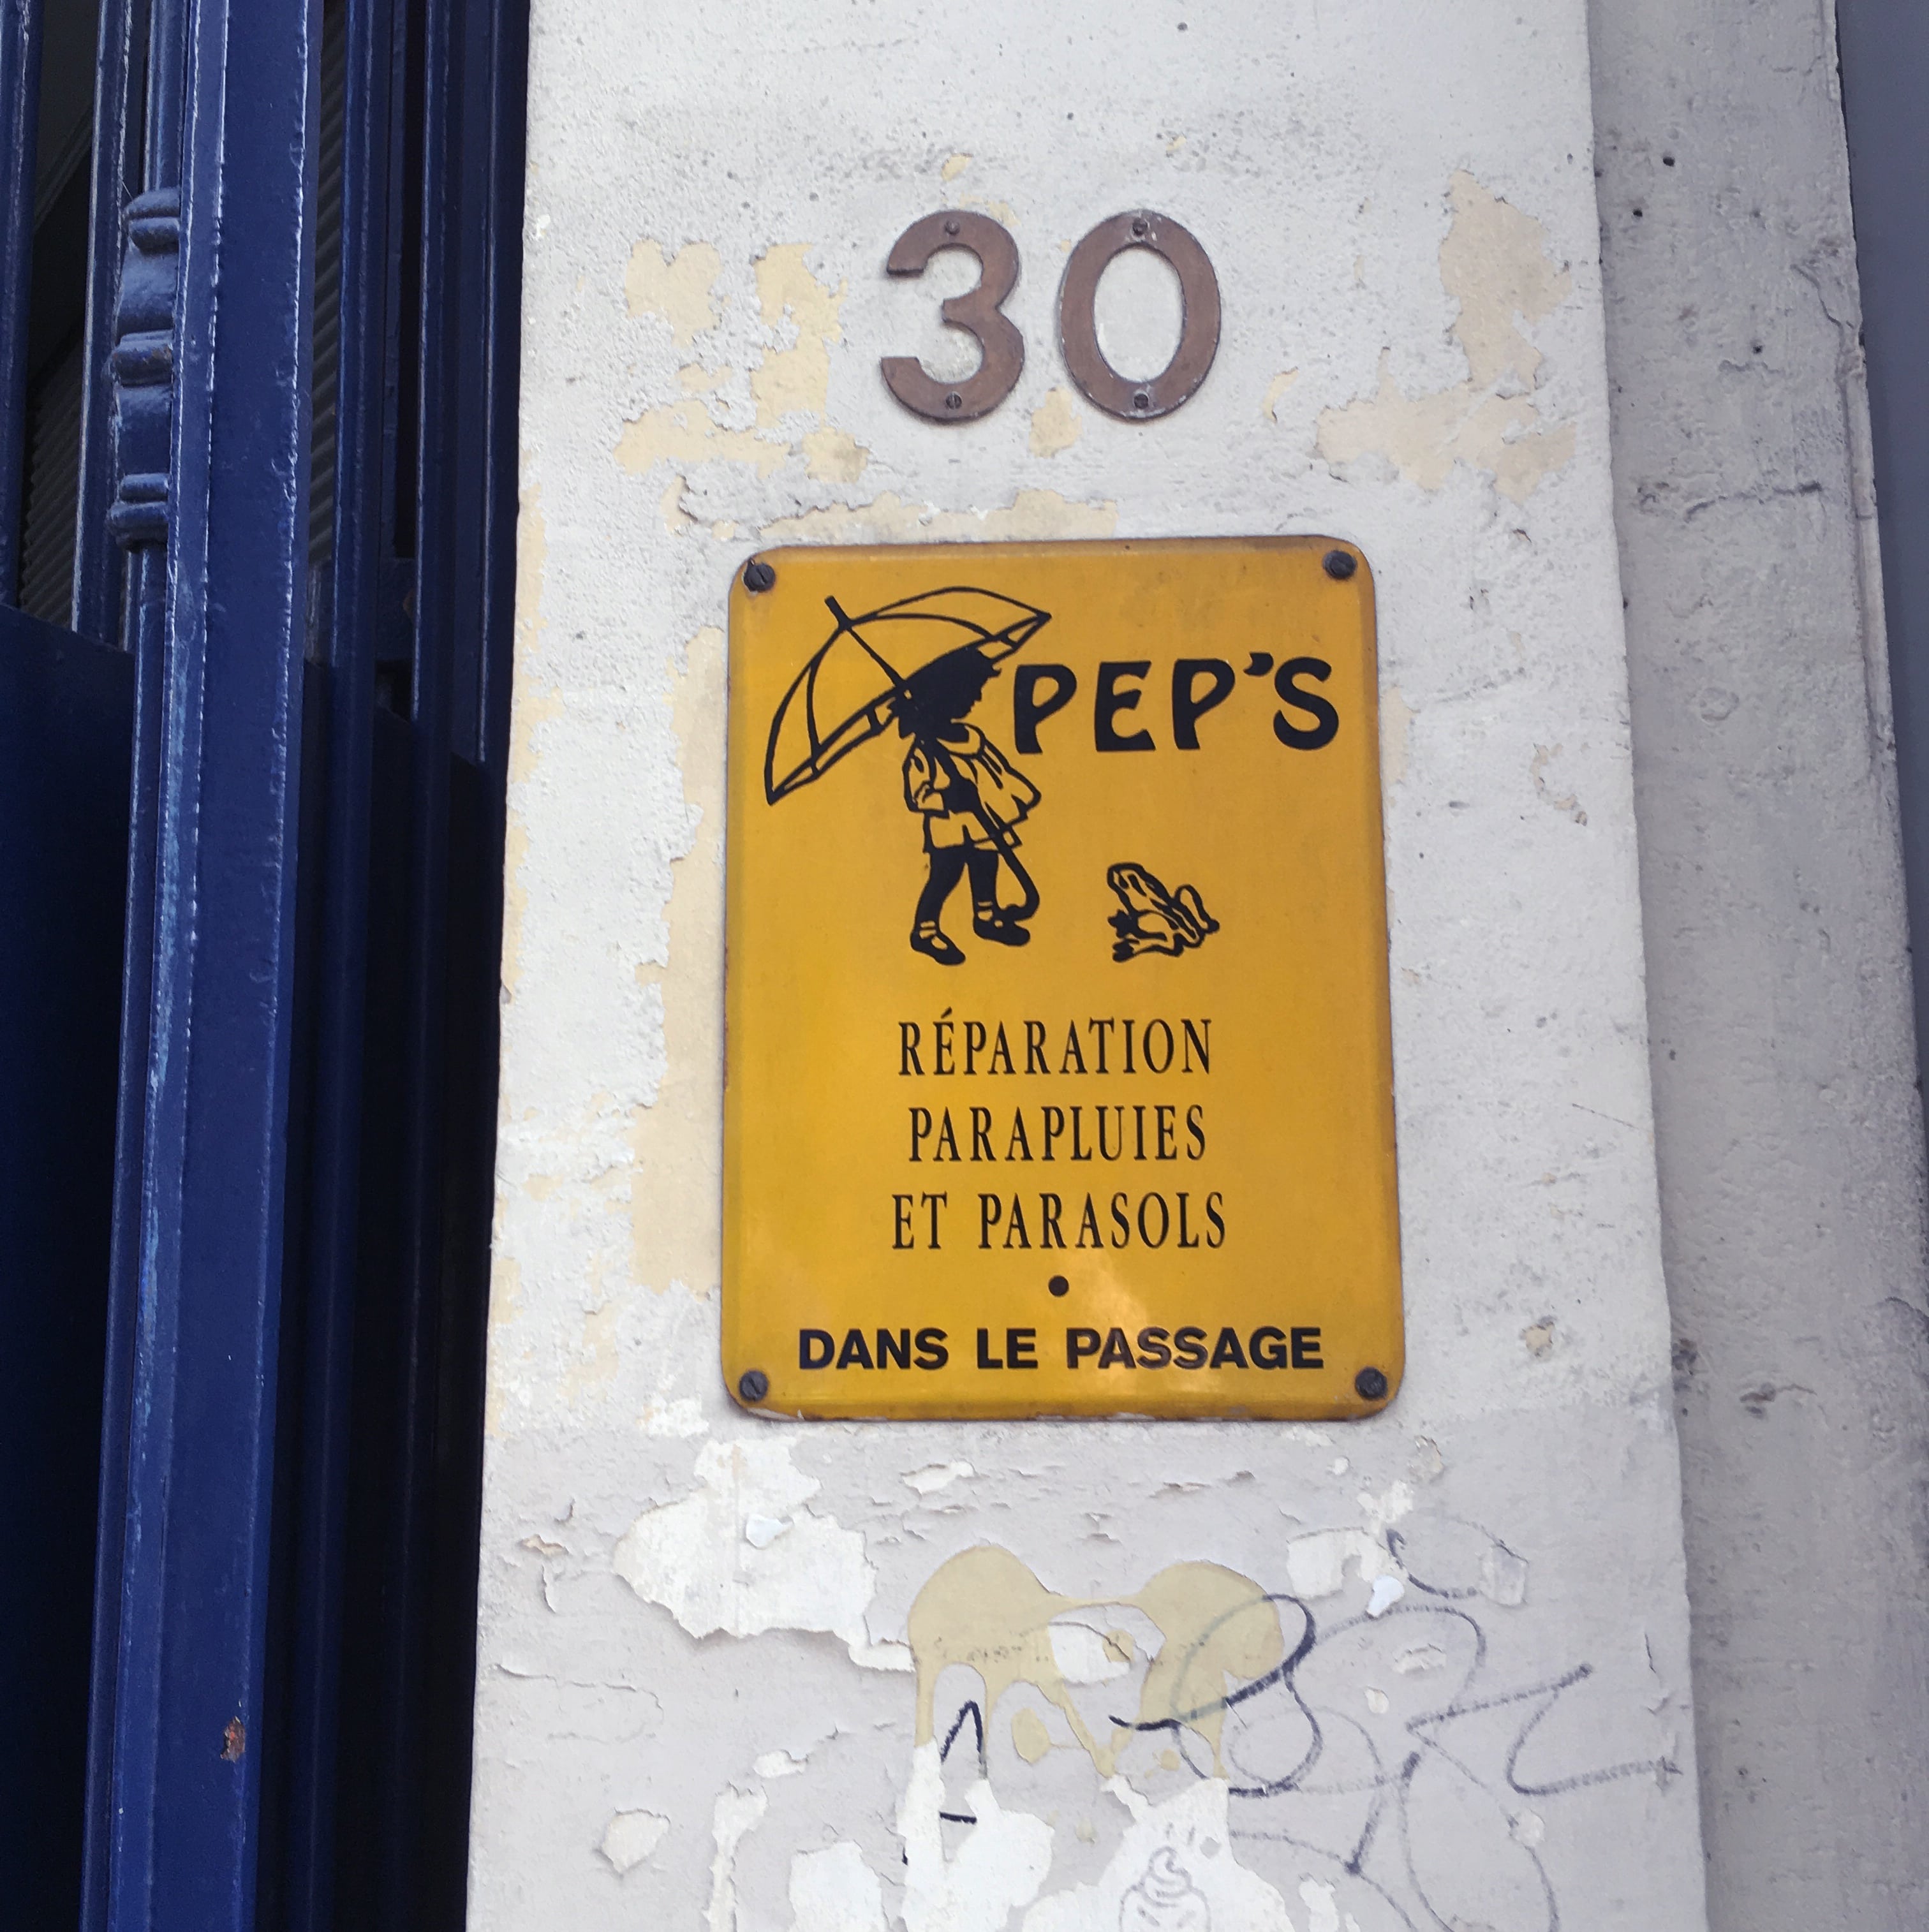 30
PEP'S
RÉPARATION
PARAPLUIES
ET PARASOLS
•
DANS LE PASSAGE